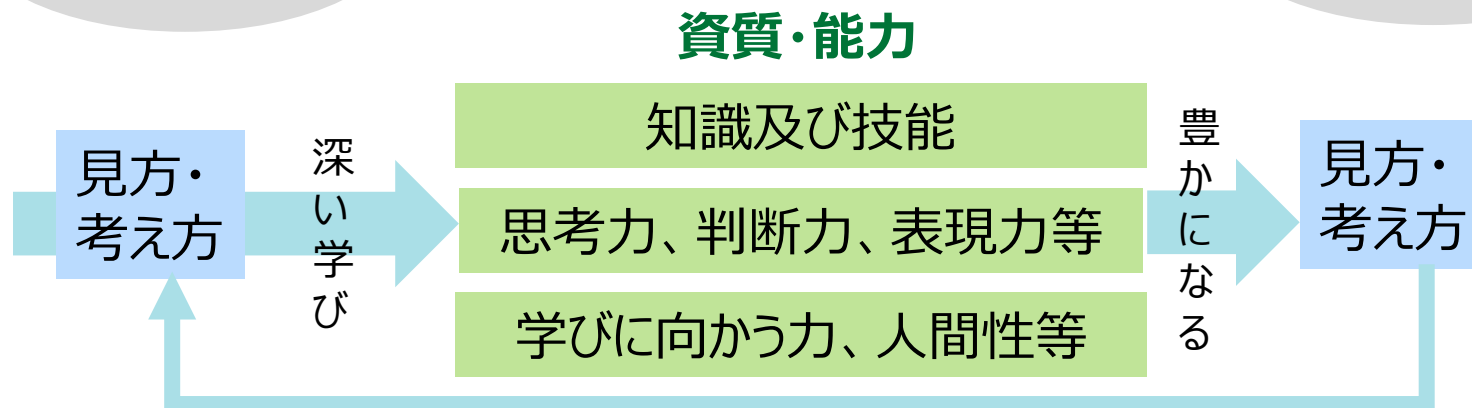 資質・能力
見方・
考え方
深い学び
知識及び技能
思考力、判断力、表現力等
学びに向かう力、人間性等
豊かになる
見方・
考え方